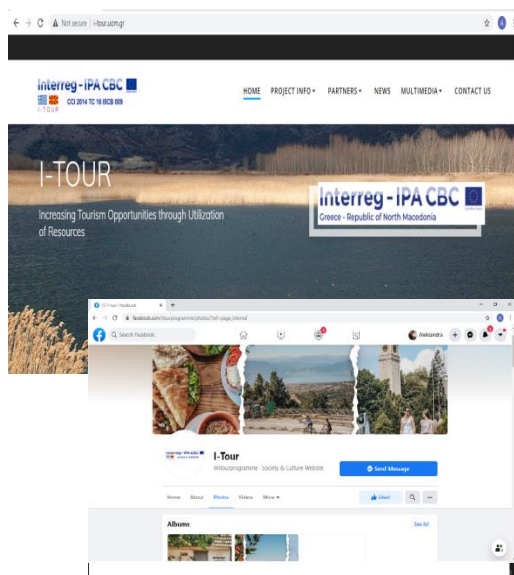 Not secure | i-tour.uom.gr
Interreg - IPA CBC
CCI 2014 TC 16 I5CB 009
I-TOUR
HOME PROJECT INFO PARTNERS NEWS MULTIMEDIA CONTACT US
I-TOUR
Increasing Tourism Opportunities through Utilization
of Resources
Interreg - IPA CBC
Greece - Republic of North Macedonia
facebook.com/itourprogramme/photos/?ref=page_internal
Search Facebook
Aleksandra
Interreg - IPA CBC
I-Tour
@itourprogramme · Society & Culture Website
Send Message
Home About Photos Videos More
Liked
Albums
See All